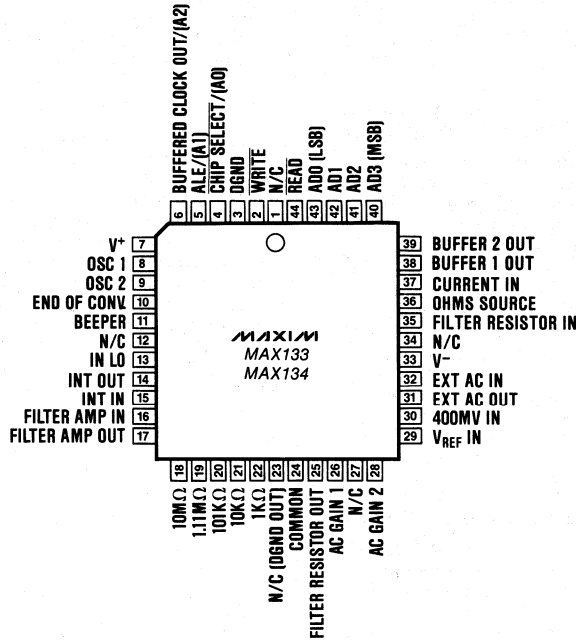 BUFFERED CLOCK OUT/(A2)
ALE/(A1)
CHIP SELECT/(A0)
DGND
WRITE
N/C
READ
AD0 (LSB)
AD1
AD2
AD3 (MSB)
6 5 4 3 2 1 44 43 42 41 40
V+ 7
OSC 1 8
OSC 2 9
END OF CONV. 10
BEEPER 11
N/C 12
IN LO 13
INT OUT 14
INT IN 15
FILTER AMP IN 16
FILTER AMP OUT 17
MAXIM
MAX133
MAX134
39 BUFFER 2 OUT
38 BUFFER 1 OUT
37 CURRENT IN
36 OHMS SOURCE
35 FILTER RESISTOR IN
34 N/C
33 V−
32 EXT AC IN
31 EXT AC OUT
30 400MV IN
29 VREF IN
18 19 20 21 22 23 24 25 26 27 28
10MΩ
1.11MΩ
101KΩ
10KΩ
1KΩ
N/C (DGND OUT)
COMMON
FILTER RESISTOR OUT
AC GAIN 1
N/C
AC GAIN 2